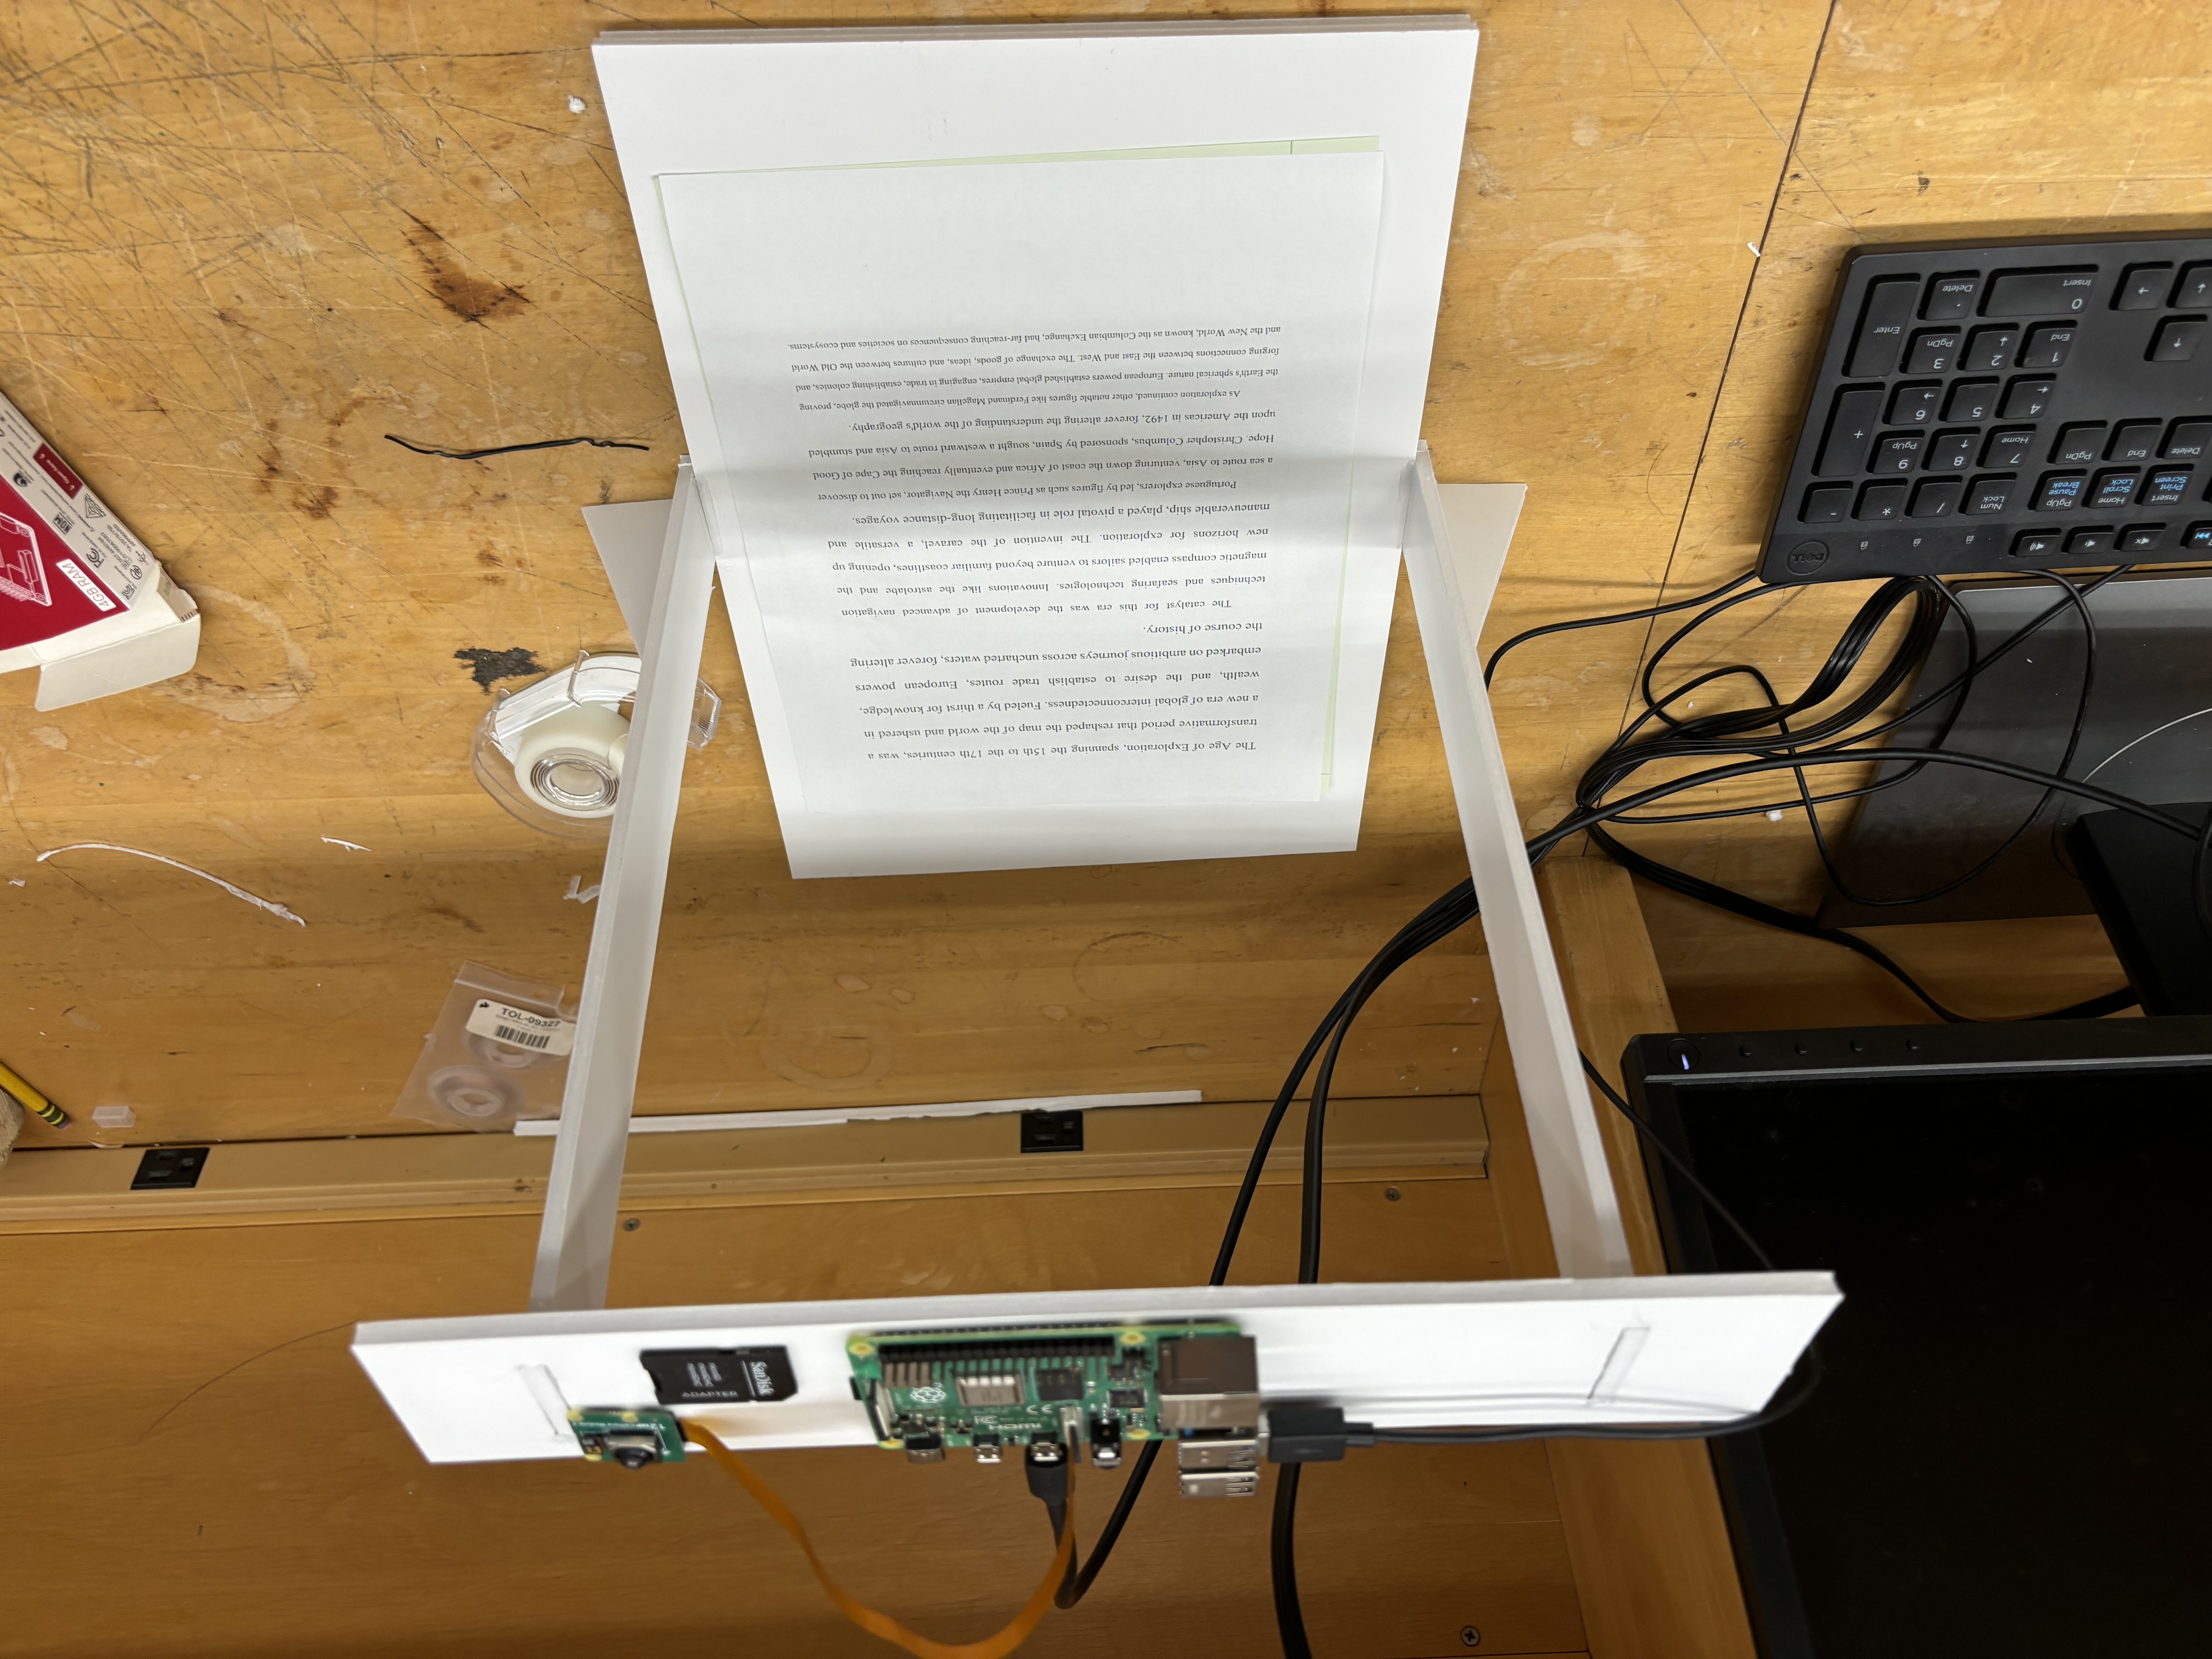 HDMI
FC
CE
SanDisk
ADAPTER
TOL-99327
The Age of Exploration, spanning the 15th to the 17th centuries, was a
transformative period that reshaped the map of the world and ushered in
a new era of global interconnectedness. Fueled by a thirst for knowledge,
wealth, and the desire to establish trade routes, European powers
embarked on ambitious journeys across uncharted waters, forever altering
the course of history.
The catalyst for this era was the development of advanced navigation
techniques and seafaring technologies. Innovations like the astrolabe and the
magnetic compass enabled sailors to venture beyond familiar coastlines, opening up
new horizons for exploration. The invention of the caravel, a versatile and
maneuverable ship, played a pivotal role in facilitating long-distance voyages.
Portuguese explorers, led by figures such as Prince Henry the Navigator, set out to discover
a sea route to Asia, venturing down the coast of Africa and eventually reaching the Cape of Good
Hope. Christopher Columbus, sponsored by Spain, sought a westward route to Asia and stumbled
upon the Americas in 1492, forever altering the understanding of the world's geography.
As exploration continued, other notable figures like Ferdinand Magellan circumnavigated the globe, proving
the Earth's spherical nature. European powers established global empires, engaging in trade, establishing colonies, and
forging connections between the East and West. The exchange of goods, ideas, and cultures between the Old World
and the New World, known as the Columbian Exchange, had far-reaching consequences on societies and ecosystems.
DELL
Insert Home PgUp Num Lock / * -
Print Screen Scroll Lock Pause Break
Delete End PgDn 7 Home 8 9 PgUp +
4 5 6
1 End 2 3 PgDn Enter
0 Insert . Delete
4GB RAM
FC